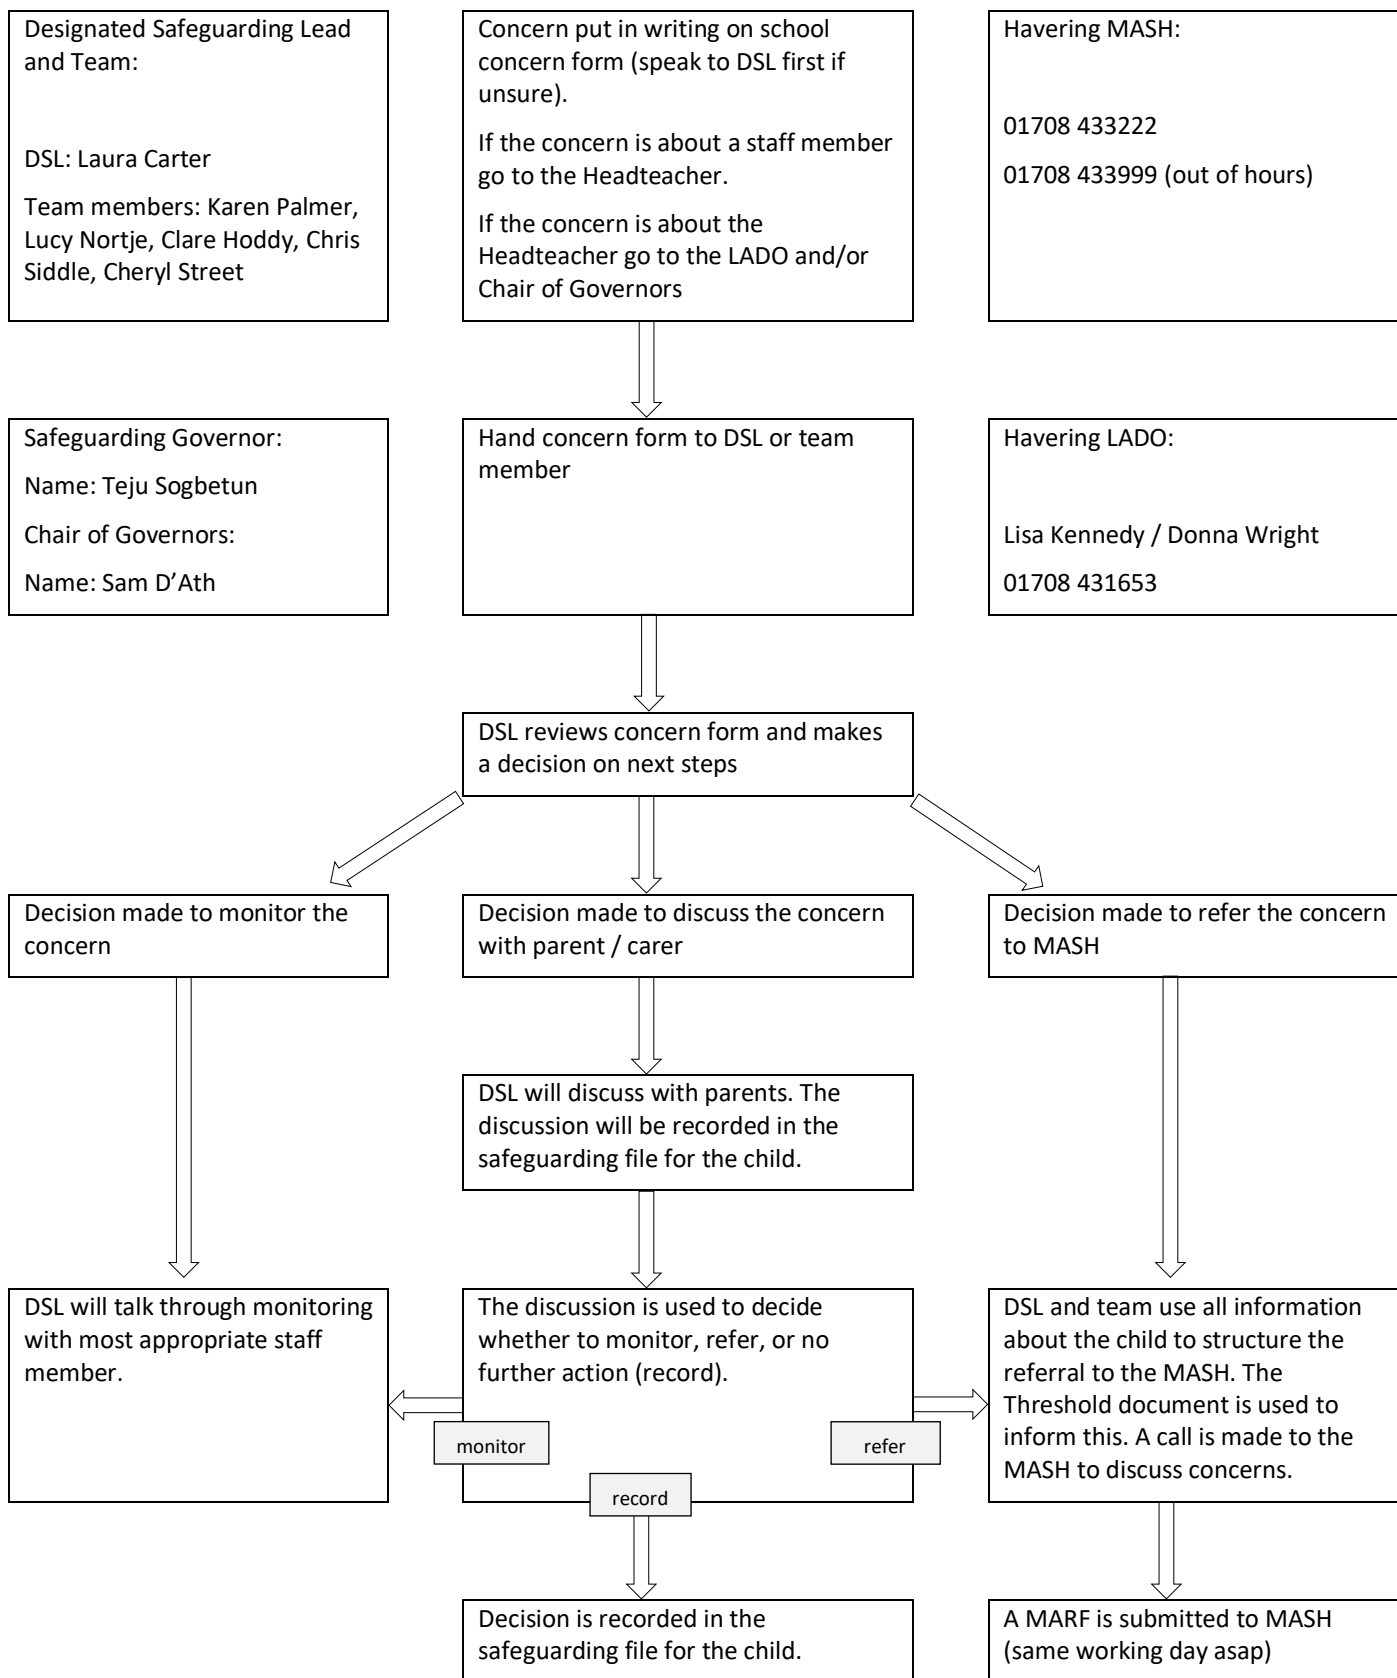 Designated Safeguarding Lead
and Team:
DSL: Laura Carter
Team members: Karen Palmer,
Lucy Nortje, Clare Hoddy, Chris
Siddle, Cheryl Street
Concern put in writing on school
concern form (speak to DSL first if
unsure).
If the concern is about a staff member
go to the Headteacher.
If the concern is about the
Headteacher go to the LADO and/or
Chair of Governors
Havering MASH:
01708 433222
01708 433999 (out of hours)
Safeguarding Governor:
Name: Teju Sogbetun
Chair of Governors:
Name: Sam D’Ath
Hand concern form to DSL or team
member
Havering LADO:
Lisa Kennedy / Donna Wright
01708 431653
DSL reviews concern form and makes
a decision on next steps
Decision made to monitor the
concern
Decision made to discuss the concern
with parent / carer
Decision made to refer the concern
to MASH
DSL will discuss with parents. The
discussion will be recorded in the
safeguarding file for the child.
DSL will talk through monitoring
with most appropriate staff
member.
The discussion is used to decide
whether to monitor, refer, or no
further action (record).
monitor
refer
record
DSL and team use all information
about the child to structure the
referral to the MASH. The
Threshold document is used to
inform this. A call is made to the
MASH to discuss concerns.
Decision is recorded in the
safeguarding file for the child.
A MARF is submitted to MASH
(same working day asap)